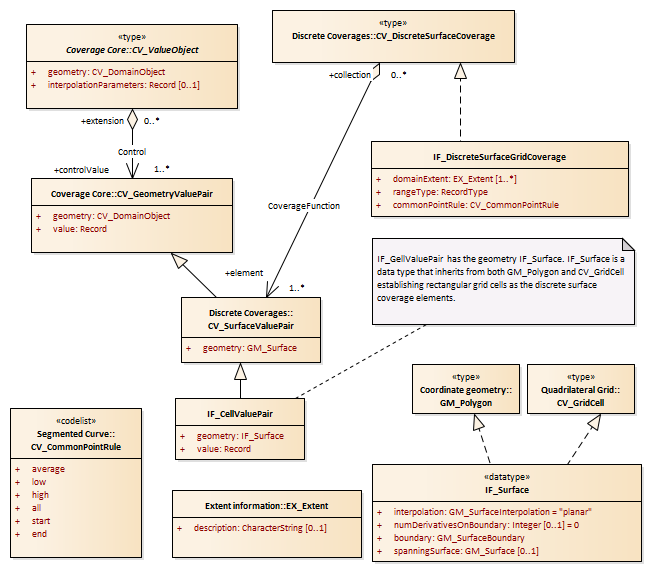 «type»
Coverage Core::CV_ValueObject
+ geometry: CV_DomainObject
+ interpolationParameters: Record [0..1]
«type»
Discrete Coverages::CV_DiscreteSurfaceCoverage
+collection
0..*
+extension
0..*
Control
+controlValue
1..*
IF_DiscreteSurfaceGridCoverage
+ domainExtent: EX_Extent [1..*]
+ rangeType: RecordType
+ commonPointRule: CV_CommonPointRule
Coverage Core::CV_GeometryValuePair
+ geometry: CV_DomainObject
+ value: Record
CoverageFunction
IF_GellValuePair has the geometry IF_Surface. IF_Surface is a
data type that inherits from both GM_Polygon and CV_GridCell
establishing rectangular grid cells as the discrete surface
coverage elements.
+element
1..*
Discrete Coverages::
CV_SurfaceValuePair
+ geometry: GM_Surface
«type»
Coordinate geometry::
GM_Polygon
«type»
Quadrilateral Grid::
CV_GridCell
IF_CellValuePair
+ geometry: IF_Surface
+ value: Record
«codelist»
Segmented Curve::
CV_CommonPointRule
+ average
+ low
+ high
+ all
+ start
+ end
Extent information::EX_Extent
+ description: CharacterString [0..1]
«datatype»
IF_Surface
+ interpolation: GM_SurfaceInterpolation = "planar"
+ numDerivativesOnBoundary: Integer [0..1] = 0
+ boundary: GM_SurfaceBoundary
+ spanningSurface: GM_Surface [0..1]